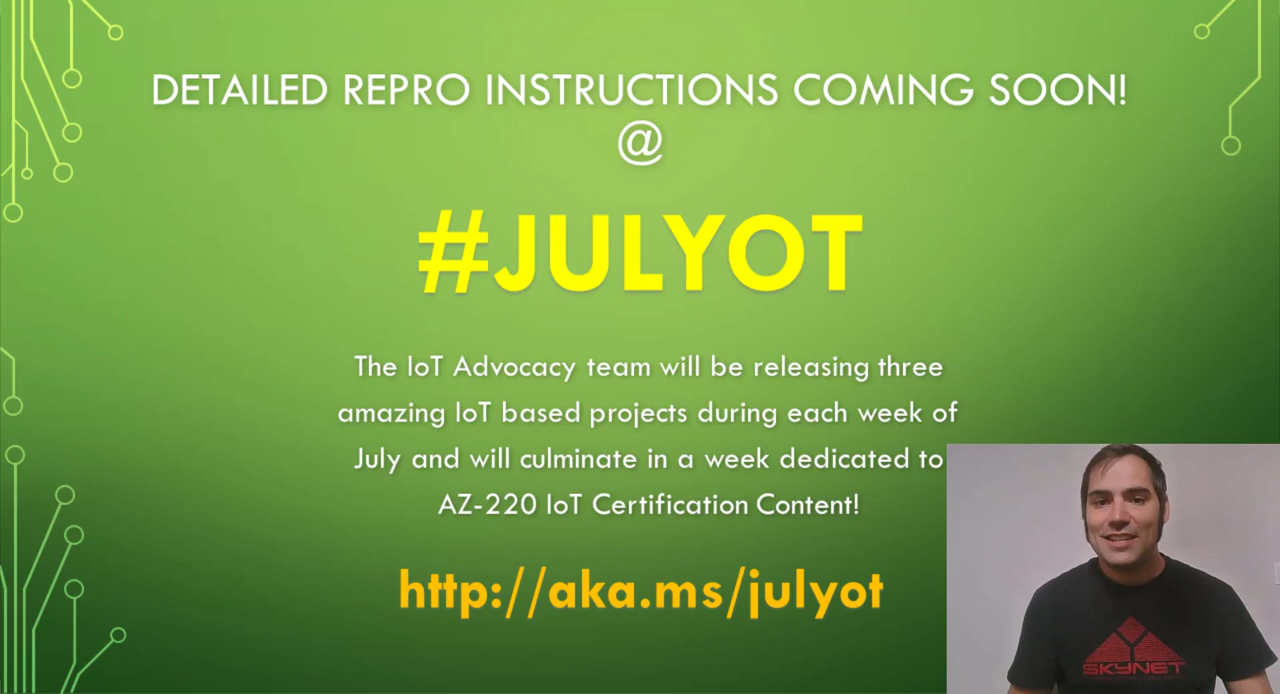 DETAILED REPRO INSTRUCTIONS COMING SOON!
@
#JULYOT
The IoT Advocacy team will be releasing three
amazing IoT based projects during each week of
July and will culminate in a week dedicated to
AZ-220 IoT Certification Content!
http://aka.ms/julyot
SKYNET